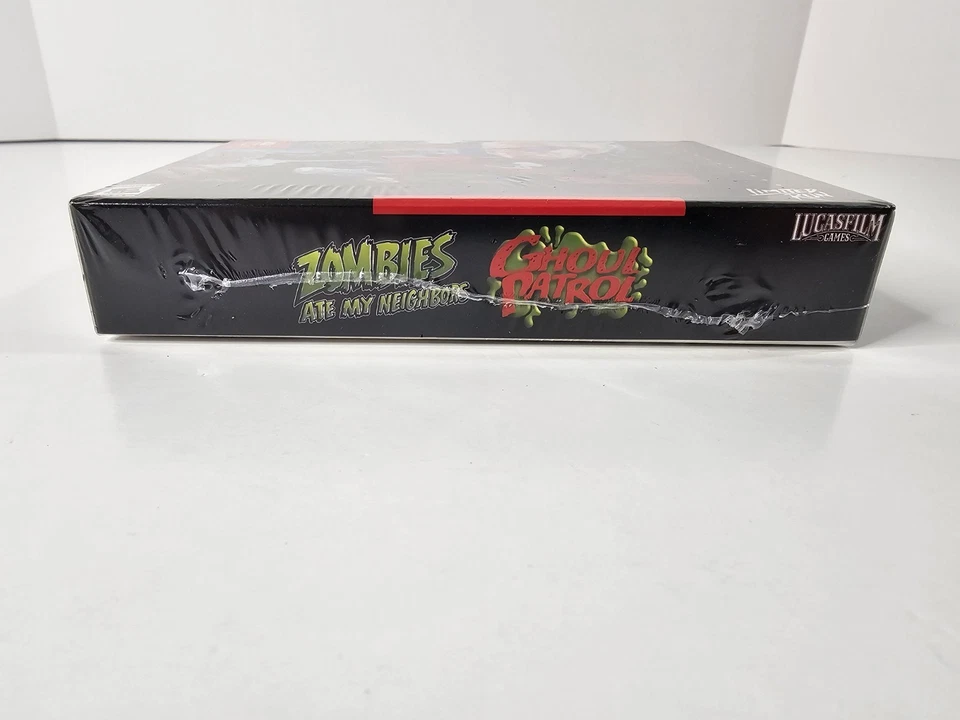 ZOMBIES
ATE MY NEIGHBORS
GHOUL
PATROL
LUCASFILM
GAMES